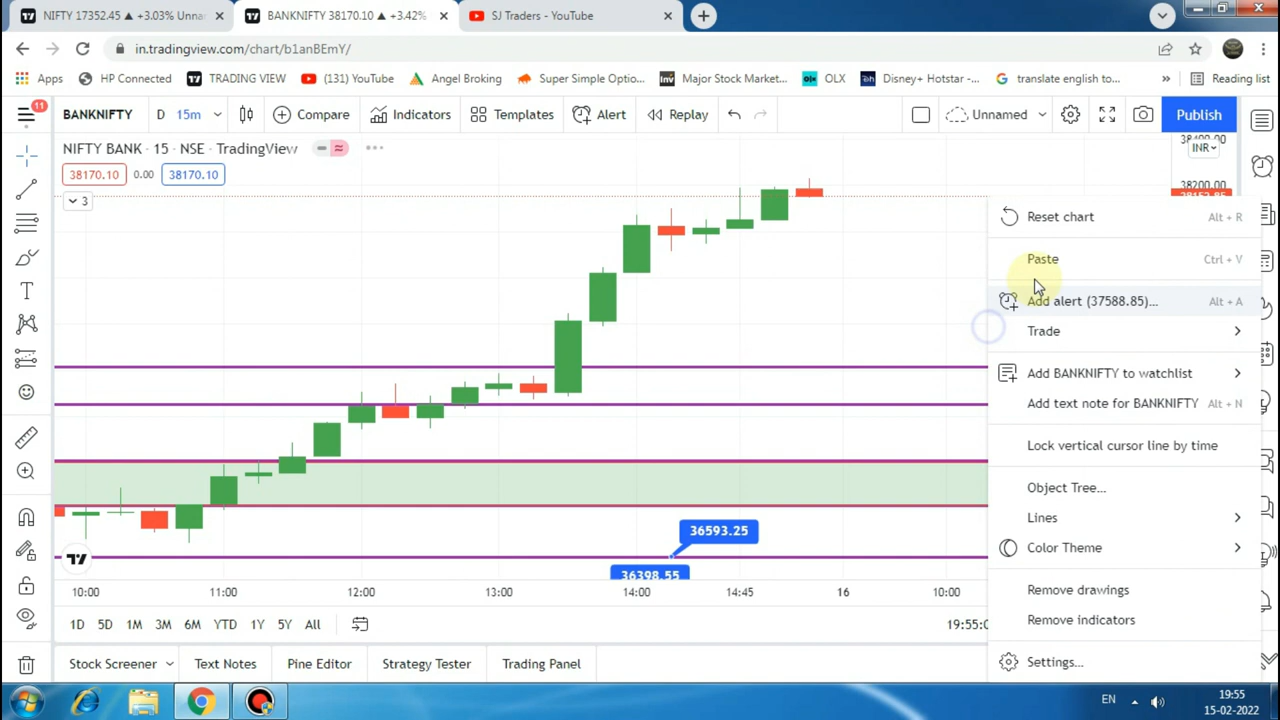 NIFTY 17352.45 ▲ +3.03% Unna
BANKNIFTY 38170.10 ▲ +3.42%
SJ Traders - YouTube
in.tradingview.com/chart/b1anBEmY/
Apps
HP Connected
TRADING VIEW
(131) YouTube
Angel Broking
Super Simple Optio...
Major Stock Market...
OLX
Disney+ Hotstar -...
translate english to...
»
Reading list
11
BANKNIFTY
D
15m
Compare
Indicators
Templates
Alert
Replay
Unnamed
Publish
NIFTY BANK · 15 · NSE · TradingView
38400.00
INR
38170.10
0.00
38170.10
38200.00
38152.85
3
Reset chart Alt + R
Paste Ctrl + V
Add alert (37588.85)... Alt + A
Trade
Add BANKNIFTY to watchlist
Add text note for BANKNIFTY Alt + N
Lock vertical cursor line by time
Object Tree...
Lines
Color Theme
Remove drawings
Remove indicators
Settings...
36593.25
36398.55
10:00 11:00 12:00 13:00 14:00 14:45 16 10:00
1D 5D 1M 3M 6M YTD 1Y 5Y All
19:55:0
Stock Screener
Text Notes
Pine Editor
Strategy Tester
Trading Panel
EN
19:55
15-02-2022